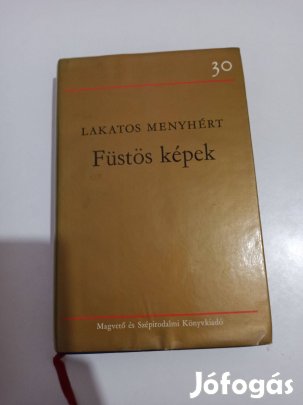 30
LAKATOS MENYHÉRT
Füstös képek
Magvető és Szépirodalmi Könyvkiadó
Jófogás